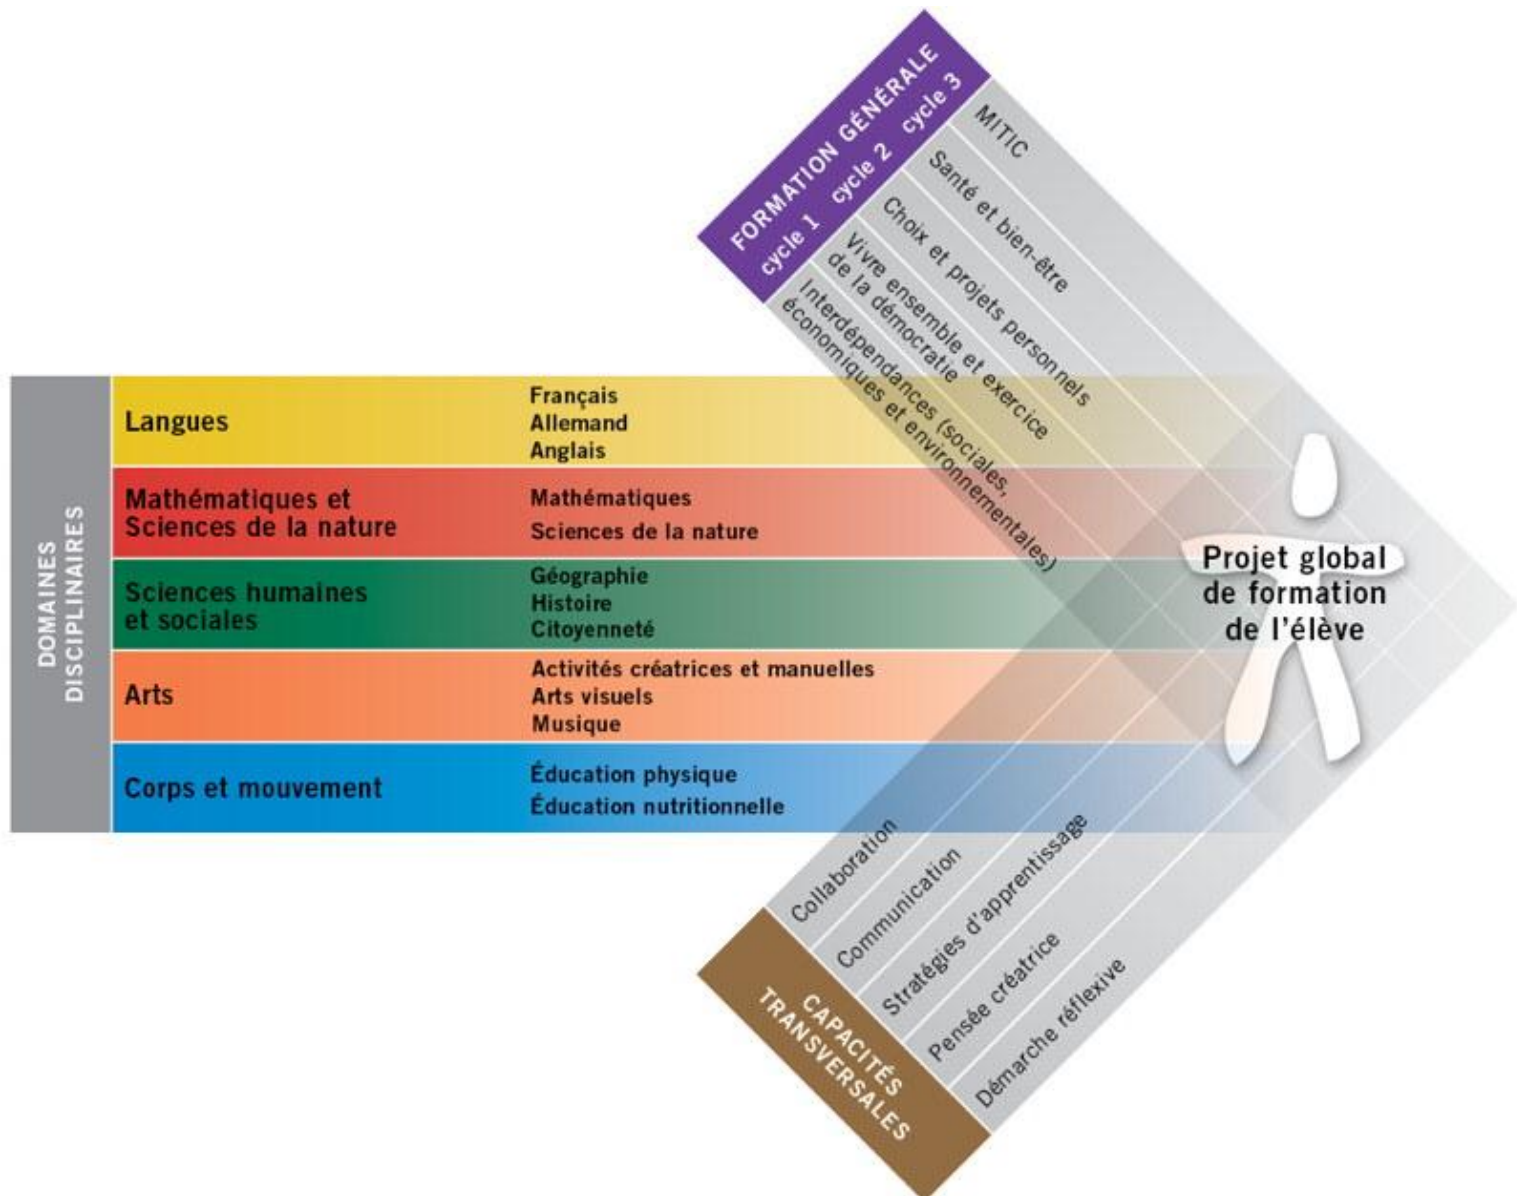 FORMATION GÉNÉRALE
cycle 1 cycle 2 cycle 3
MITIC
Santé et bien-être
Choix et projets personnels
Vivre ensemble et exercice
de la démocratie
Interdépendances (sociales,
économiques et environnementales)
DOMAINES
DISCIPLINAIRES
Langues
Français
Allemand
Anglais
Mathématiques et
Sciences de la nature
Mathématiques
Sciences de la nature
Sciences humaines
et sociales
Géographie
Histoire
Citoyenneté
Arts
Activités créatrices et manuelles
Arts visuels
Musique
Corps et mouvement
Éducation physique
Éducation nutritionnelle
Projet global
de formation
de l'élève
CAPACITÉS
TRANSVERSALES
Collaboration
Communication
Stratégies d'apprentissage
Pensée créatrice
Démarche réflexive